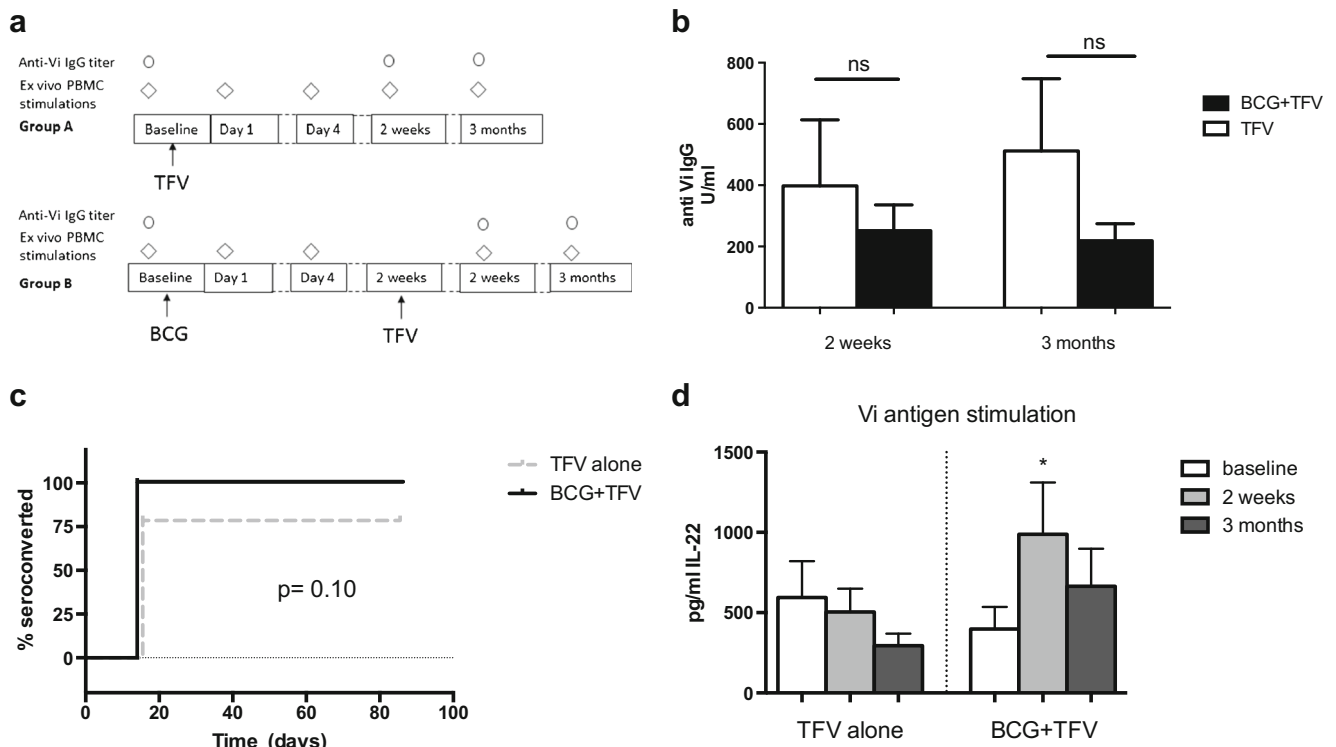 a
Anti-Vi IgG titer
Ex vivo PBMC
stimulations
Group A
Baseline Day 1 Day 4 2 weeks 3 months
TFV
Anti-Vi IgG titer
Ex vivo PBMC
stimulations
Group B
Baseline Day 1 Day 4 2 weeks 2 weeks 3 months
BCG TFV
b
ns ns
anti Vi IgG
U/ml
800
600
400
200
0
2 weeks 3 months
BCG+TFV
TFV
c
% seroconverted
100
75
50
25
0
p= 0.10
0 20 40 60 80 100
Time (days)
TFV alone
BCG+TFV
d
Vi antigen stimulation
pg/ml IL-22
1500
1000
500
0
*
TFV alone BCG+TFV
baseline
2 weeks
3 months